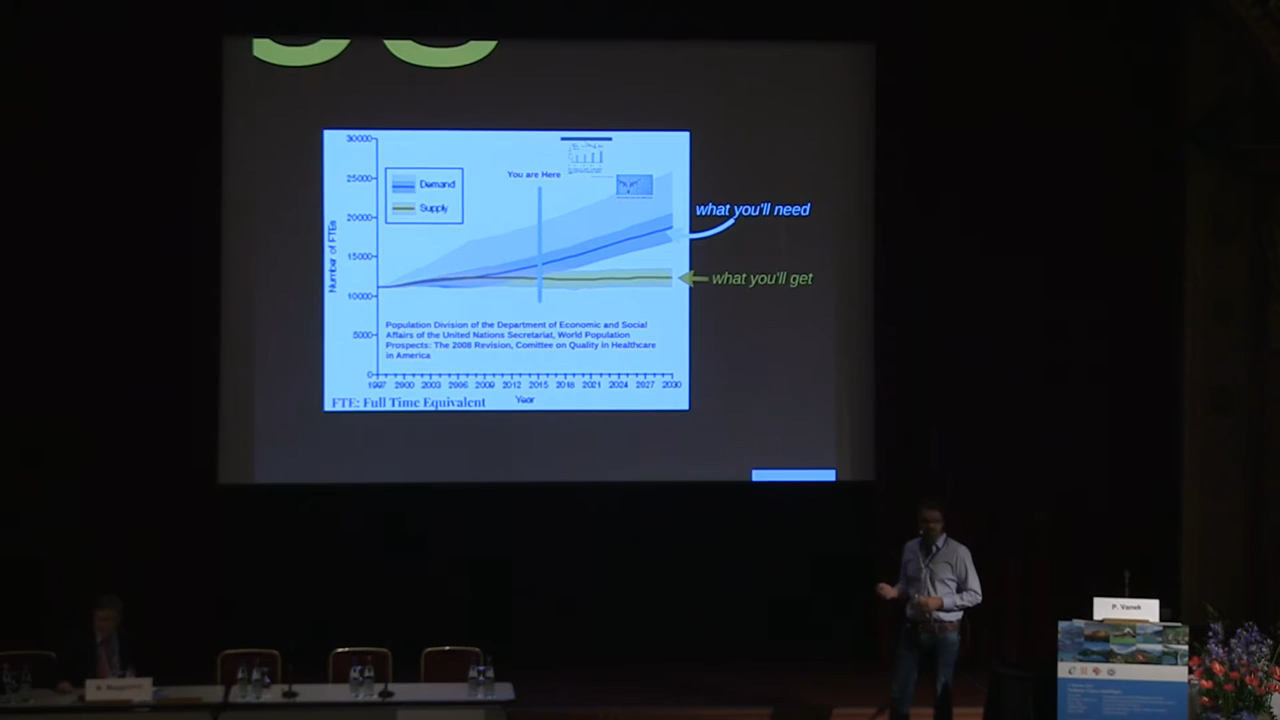 30000
25000
20000
15000
10000
5000
0
Number of FTEs
Demand
Supply
You are Here
what you'll need
what you'll get
Population Division of the Department of Economic and Social
Affairs of the United Nations Secretariat, World Population
Prospects: The 2008 Revision, Comittee on Quality in Healthcare
in America
1997 2000 2003 2006 2009 2012 2015 2018 2021 2024 2027 2030
FTE: Full Time Equivalent
Year
P. Vanek